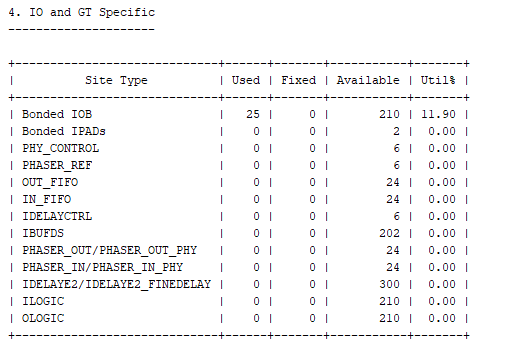 4. IO and GT Specific
---------------------
+-----------------------------+------+-------+-----------+-------+
|          Site Type          | Used | Fixed | Available | Util% |
+-----------------------------+------+-------+-----------+-------+
| Bonded IOB                  |   25 |     0 |       210 | 11.90 |
| Bonded IPADs                |    0 |     0 |         2 |  0.00 |
| PHY_CONTROL                 |    0 |     0 |         6 |  0.00 |
| PHASER_REF                  |    0 |     0 |         6 |  0.00 |
| OUT_FIFO                    |    0 |     0 |        24 |  0.00 |
| IN_FIFO                     |    0 |     0 |        24 |  0.00 |
| IDELAYCTRL                  |    0 |     0 |         6 |  0.00 |
| IBUFDS                      |    0 |     0 |       202 |  0.00 |
| PHASER_OUT/PHASER_OUT_PHY   |    0 |     0 |        24 |  0.00 |
| PHASER_IN/PHASER_IN_PHY     |    0 |     0 |        24 |  0.00 |
| IDELAYE2/IDELAYE2_FINEDELAY |    0 |     0 |       300 |  0.00 |
| ILOGIC                      |    0 |     0 |       210 |  0.00 |
| OLOGIC                      |    0 |     0 |       210 |  0.00 |
+-----------------------------+------+-------+-----------+-------+